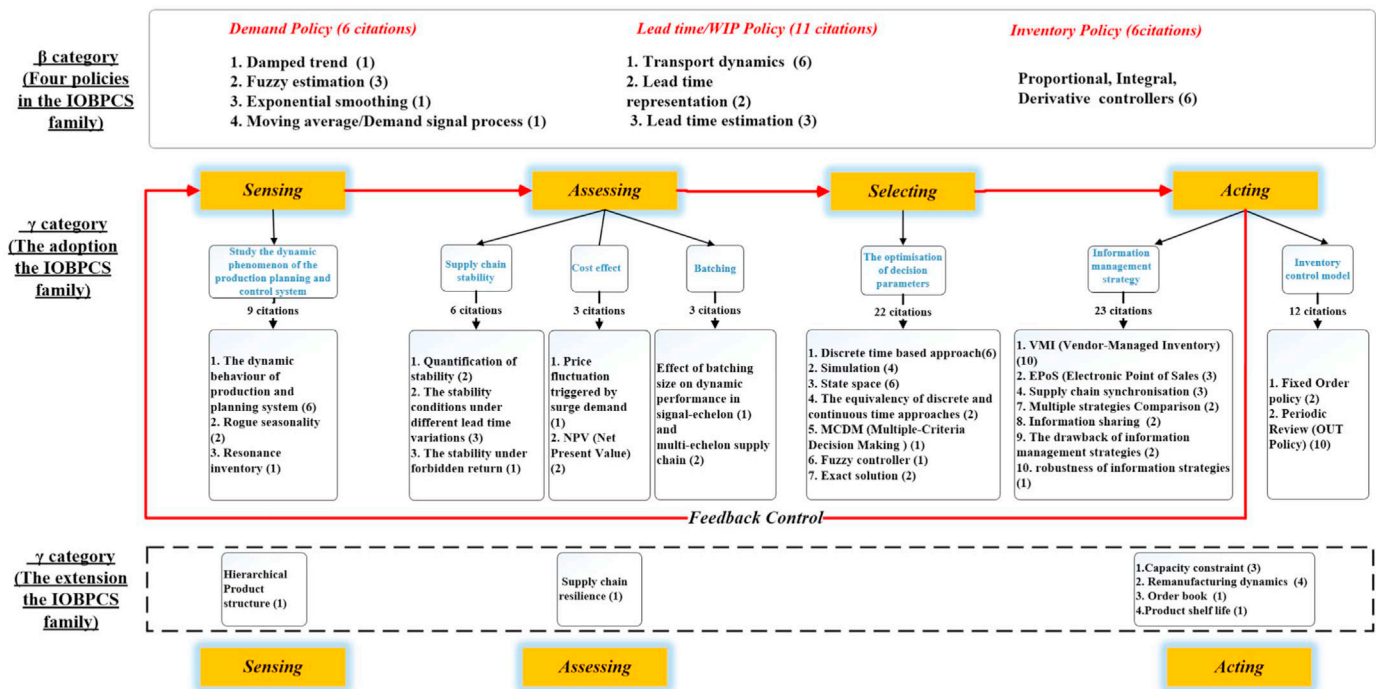 β category
(Four policies
in the IOBPCS
family)
Demand Policy (6 citations)
1. Damped trend (1)
2. Fuzzy estimation (3)
3. Exponential smoothing (1)
4. Moving average/Demand signal process (1)
Lead time/WIP Policy (11 citations)
1. Transport dynamics (6)
2. Lead time
representation (2)
3. Lead time estimation (3)
Inventory Policy (6citations)
Proportional, Integral,
Derivative controllers (6)
γ category
(The adoption
the IOBPCS
family)
Sensing
Assessing
Selecting
Acting
Study the dynamic
phenomenon of the
production planning and
control system
9 citations
1. The dynamic
behaviour of
production and
planning system (6)
2. Rogue seasonality
(2)
3. Resonance
inventory (1)
Supply chain
stability
6 citations
1. Quantification of
stability (2)
2. The stability
conditions under
different lead time
variations (3)
3. The stability under
forbidden return (1)
Cost effect
3 citations
1. Price
fluctuation
triggered by
surge demand
(1)
2. NPV (Net
Present Value)
(2)
Batching
3 citations
Effect of batching
size on dynamic
performance in
signal-echelon (1)
and
multi-echelon supply
chain (2)
The optimisation
of decision
parameters
22 citations
1. Discrete time based approach(6)
2. Simulation (4)
3. State space (6)
4. The equivalency of discrete and
continuous time approaches (2)
5. MCDM (Multiple-Criteria
Decision Making ) (1)
6. Fuzzy controller (1)
7. Exact solution (2)
Information
management
strategy
23 citations
1. VMI (Vendor-Managed Inventory)
(10)
2. EPoS (Electronic Point of Sales (3)
4. Supply chain synchronisation (3)
7. Multiple strategies Comparison (2)
8. Information sharing (2)
9. The drawback of information
management strategies (2)
10. robustness of information strategies
(1)
Inventory
control model
12 citations
1. Fixed Order
policy (2)
2. Periodic
Review (OUT
Policy) (10)
Feedback Control
γ category
(The extension
the IOBPCS
family)
Hierarchical
Product
structure (1)
Supply chain
resilience (1)
1.Capacity constraint (3)
2. Remanufacturing dynamics (4)
3. Order book (1)
4.Product shelf life (1)
Sensing
Assessing
Acting